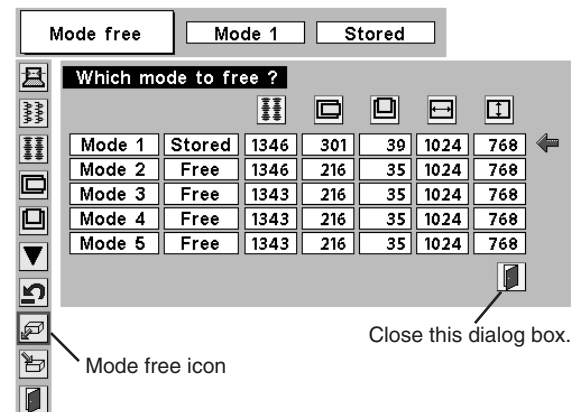 Mode free Mode 1 Stored
Which mode to free ?
Mode 1 Stored 1346 301 39 1024 768
Mode 2 Free 1346 216 35 1024 768
Mode 3 Free 1343 216 35 1024 768
Mode 4 Free 1343 216 35 1024 768
Mode 5 Free 1343 216 35 1024 768
Close this dialog box.
Mode free icon